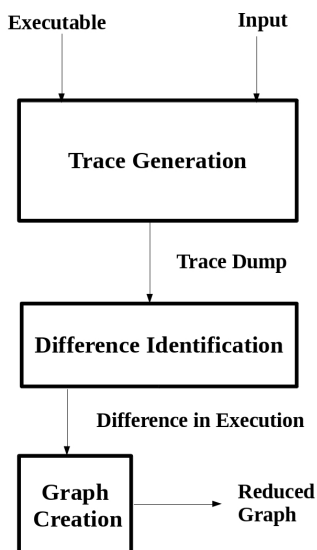 Executable
Input
Trace Generation
Trace Dump
Difference Identification
Difference in Execution
Graph
Creation
Reduced
Graph